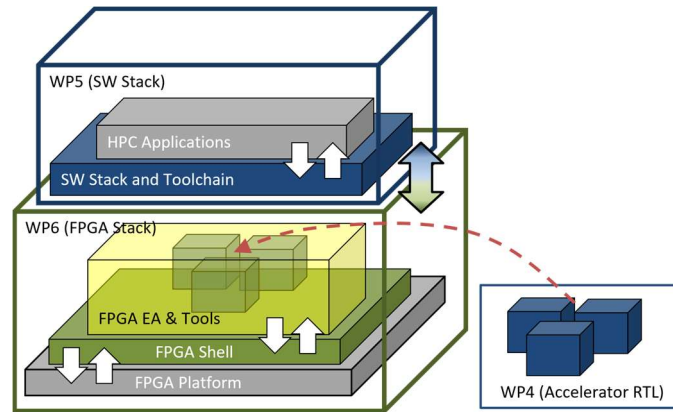 WP5 (SW Stack)
HPC Applications
SW Stack and Toolchain
WP6 (FPGA Stack)
FPGA EA & Tools
FPGA Shell
FPGA Platform
WP4 (Accelerator RTL)